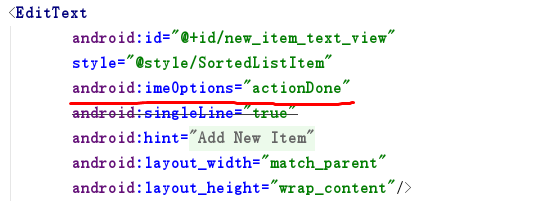 <EditText
android:id="@+id/new_item_text_view"
style="@style/SortedListItem"
android:imeOptions="actionDone"
android:singleLine="true"
android:hint="Add New Item"
android:layout_width="match_parent"
android:layout_height="wrap_content"/>